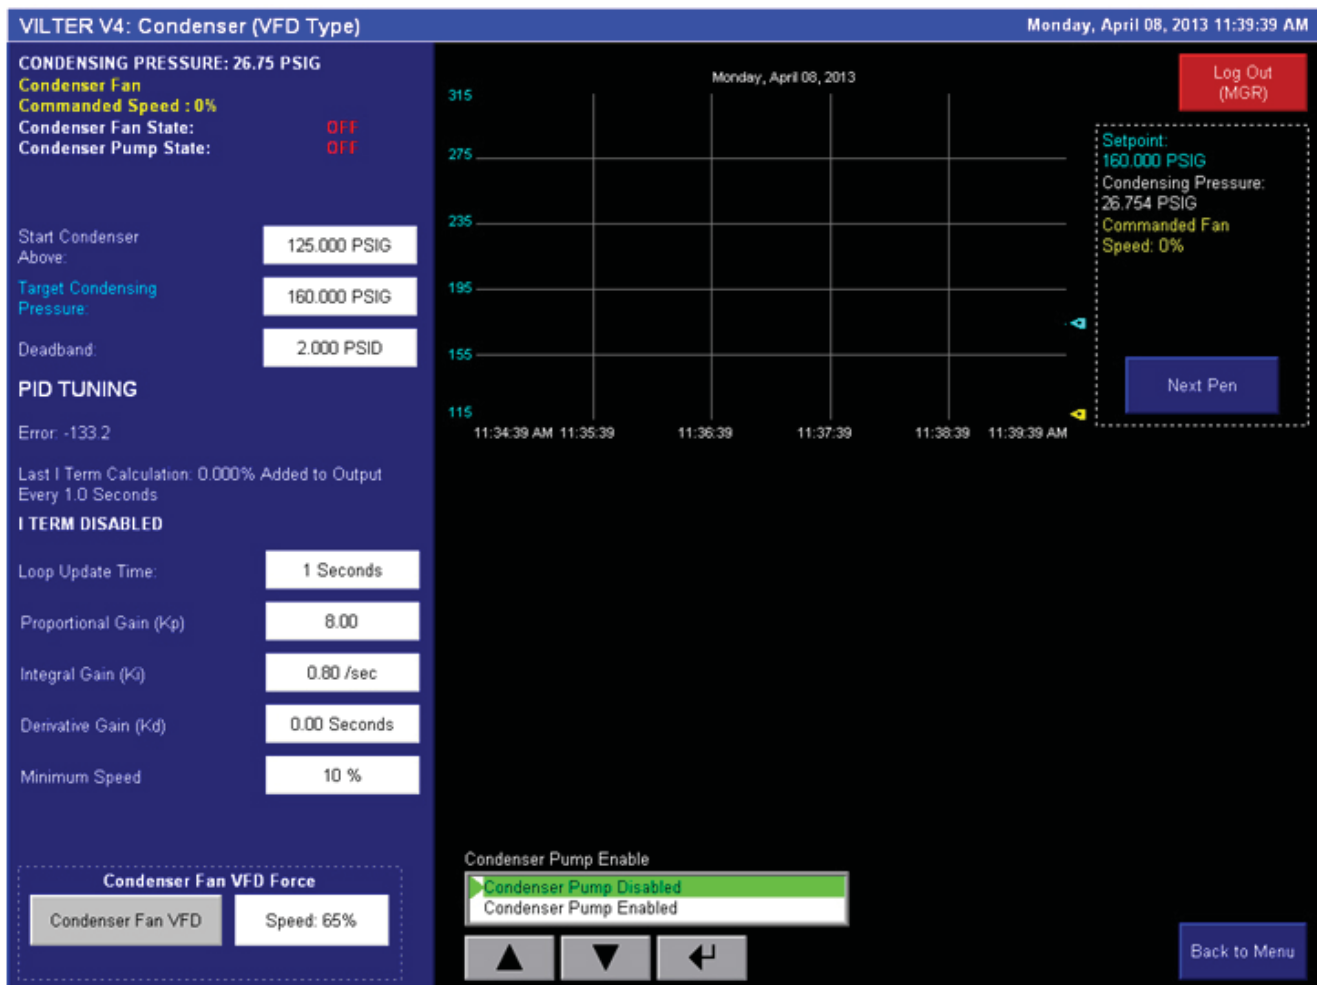 VILTER V4: Condenser (VFD Type)
Monday, April 08, 2013 11:39:39 AM
CONDENSING PRESSURE: 26.75 PSIG
Condenser Fan
Commanded Speed : 0%
Condenser Fan State: OFF
Condenser Pump State: OFF
Start Condenser
Above:
125.000 PSIG
Target Condensing
Pressure:
160.000 PSIG
Deadband:
2.000 PSID
PID TUNING
Error: -133.2
Last I Term Calculation: 0.000% Added to Output
Every 1.0 Seconds
I TERM DISABLED
Loop Update Time:
1 Seconds
Proportional Gain (Kp)
8.00
Integral Gain (Ki)
0.80 /sec
Derivative Gain (Kd)
0.00 Seconds
Minimum Speed
10 %
Condenser Fan VFD Force
Condenser Fan VFD
Speed: 65%
Monday, April 08, 2013
315
275
235
195
155
115
11:34:39 AM 11:35:39 11:36:39 11:37:39 11:38:39 11:39:39 AM
Log Out
(MGR)
Setpoint:
160.000 PSIG
Condensing Pressure:
26.754 PSIG
Commanded Fan
Speed: 0%
Next Pen
Condenser Pump Enable
Condenser Pump Disabled
Condenser Pump Enabled
Back to Menu